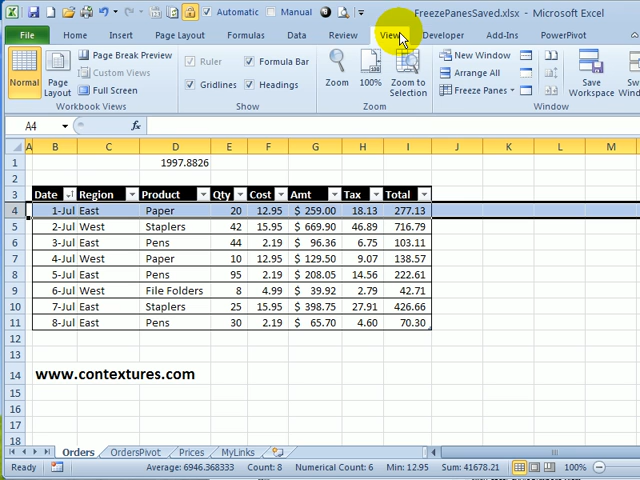 Automatic Manual FreezePanesSaved.xlsx - Microsoft Excel
File Home Insert Page Layout Formulas Data Review View Developer Add-Ins PowerPivot
Normal Page Layout Page Break Preview Custom Views Full Screen
Workbook Views
Ruler Formula Bar
Gridlines Headings
Show
Zoom 100% Zoom to Selection
Zoom
New Window
Arrange All
Freeze Panes
Save Workspace
Window
A4 fx
A B C D E F G H I J K L M
1 1997.8826
2
3 Date Region Product Qty Cost Amt Tax Total
4 1-Jul East Paper 20 12.95 $ 259.00 18.13 277.13
5 2-Jul West Staplers 42 15.95 $ 669.90 46.89 716.79
6 3-Jul East Pens 44 2.19 $ 96.36 6.75 103.11
7 4-Jul West Paper 10 12.95 $ 129.50 9.07 138.57
8 5-Jul East Pens 95 2.19 $ 208.05 14.56 222.61
9 6-Jul West File Folders 8 4.99 $ 39.92 2.79 42.71
10 7-Jul East Staplers 25 15.95 $ 398.75 27.91 426.66
11 8-Jul East Pens 30 2.19 $ 65.70 4.60 70.30
12
13
14 www.contextures.com
15
16
17
18
Orders OrdersPivot Prices MyLinks
Ready Average: 6946.368333 Count: 8 Numerical Count: 6 Min: 12.95 Sum: 41678.21 100%